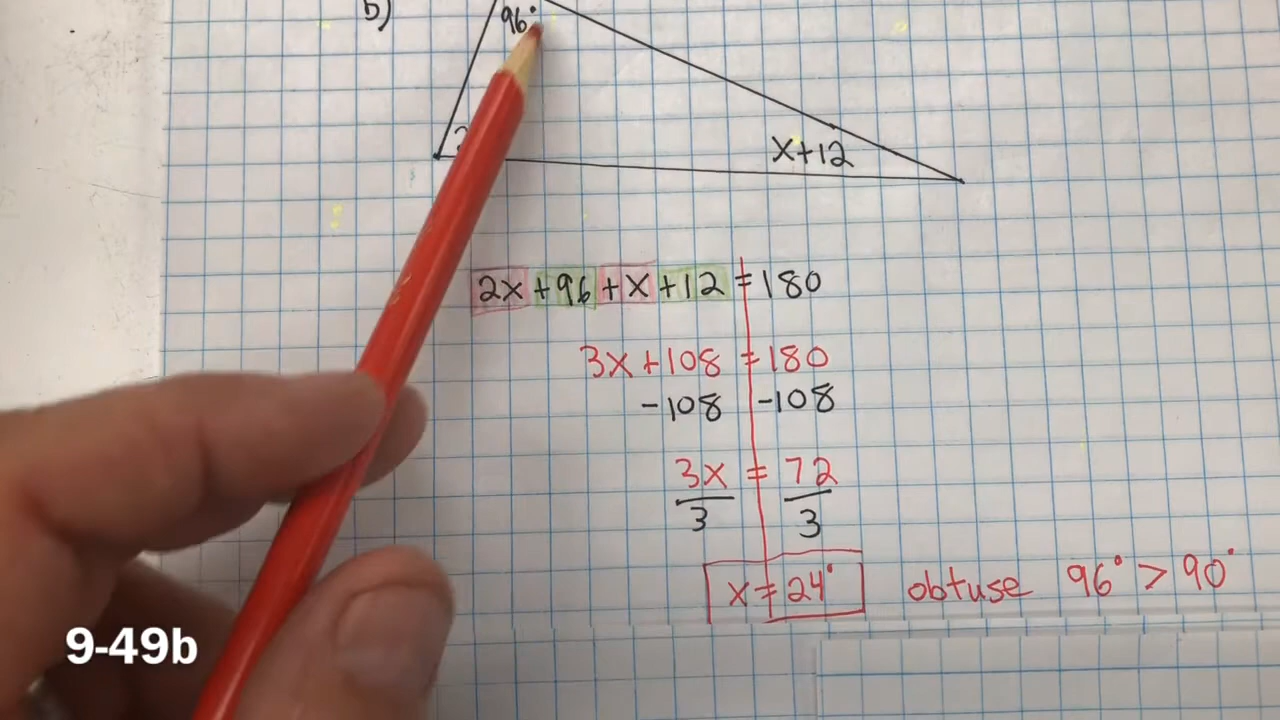 b)
96°
x+12
2x+96+x+12=180
3x+108=180
-108 -108
3x = 72
3 3
x=24° obtuse 96°>90°
9-49b